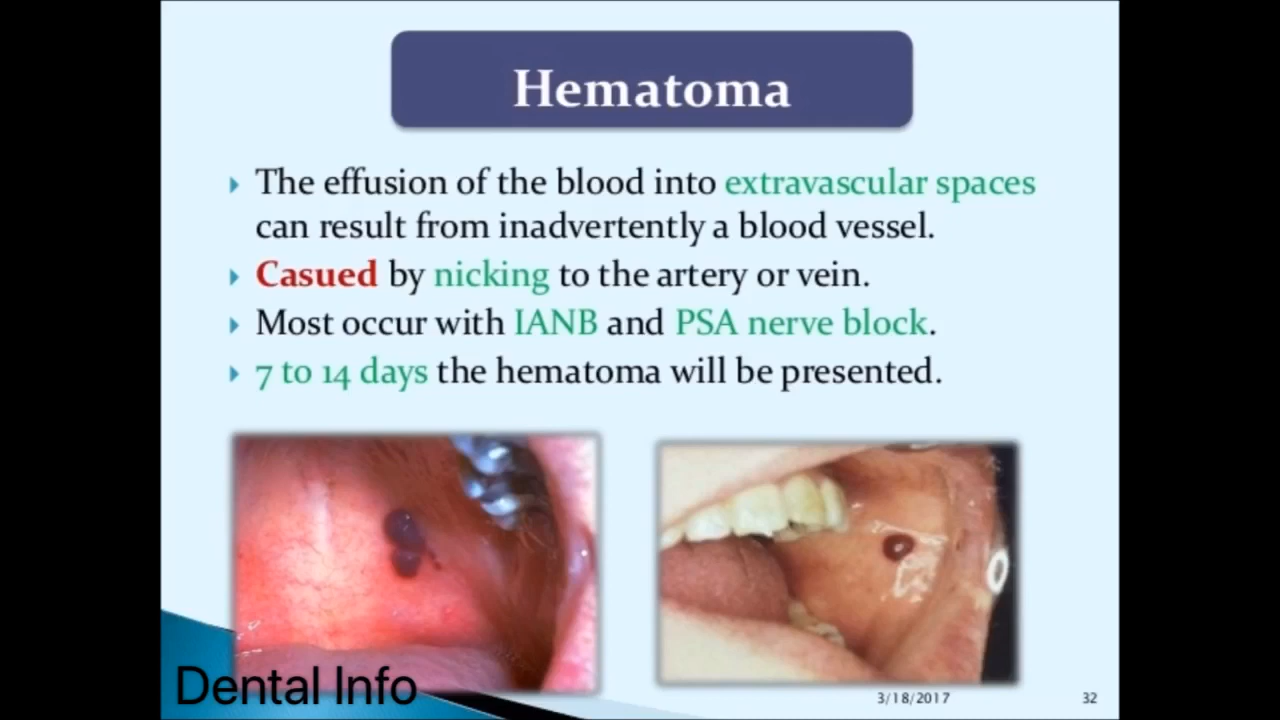 Hematoma
The effusion of the blood into extravascular spaces
can result from inadvertently a blood vessel.
Casued by nicking to the artery or vein.
Most occur with IANB and PSA nerve block.
7 to 14 days the hematoma will be presented.
Dental Info
3/18/2017
32